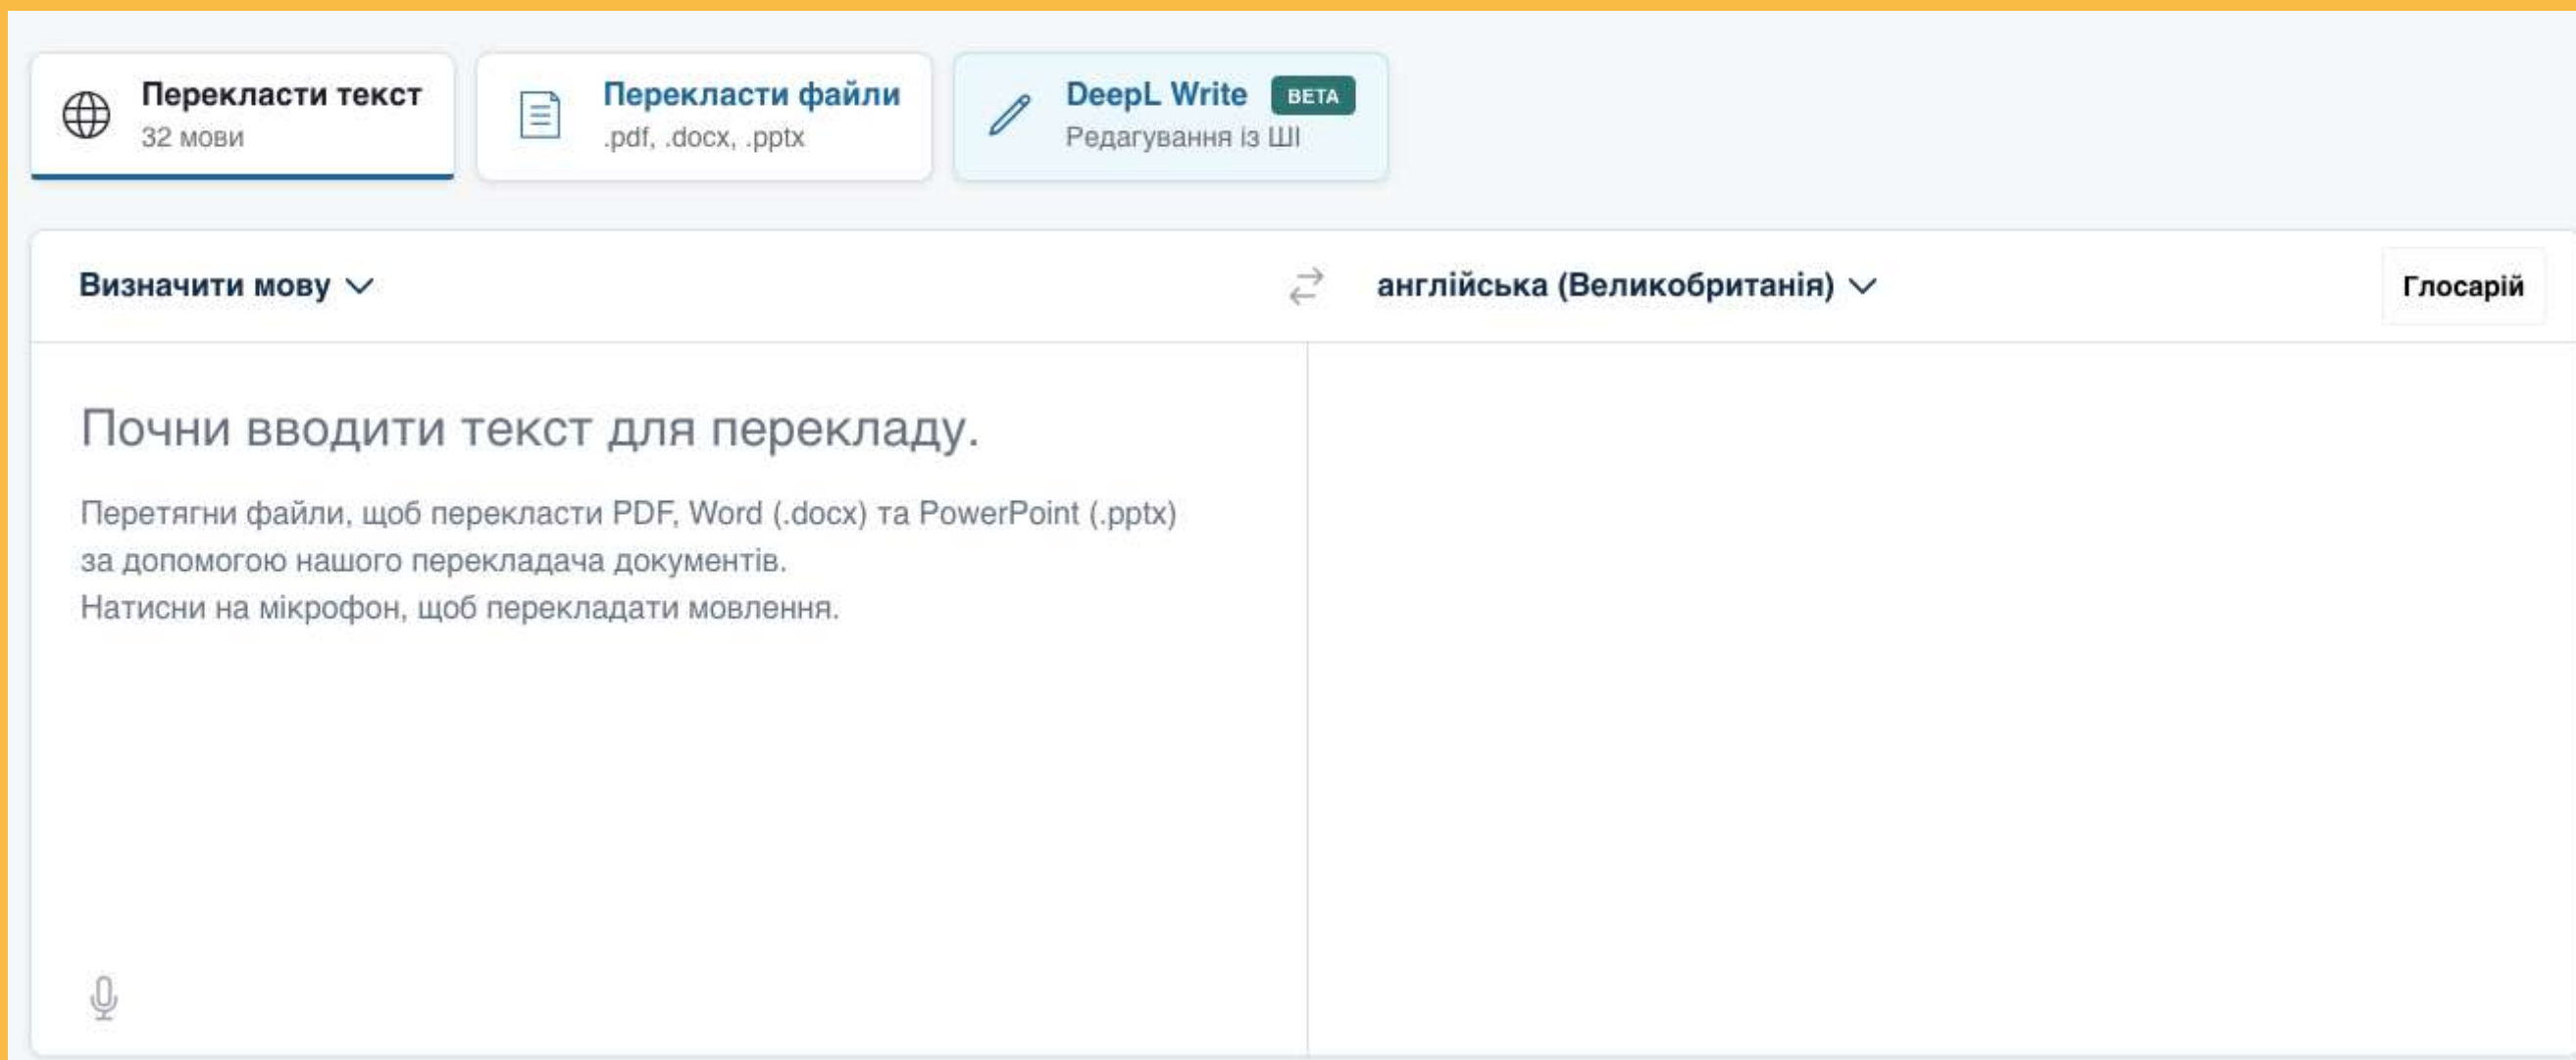 Перекласти текст
32 мови
Перекласти файли
.pdf, .docx, .pptx
DeepL Write BETA
Редагування із ШІ
Визначити мову
англійська (Великобританія)
Глосарій
Почни вводити текст для перекладу.
Перетягни файли, щоб перекласти PDF, Word (.docx) та PowerPoint (.pptx)
за допомогою нашого перекладача документів.
Натисни на мікрофон, щоб перекладати мовлення.